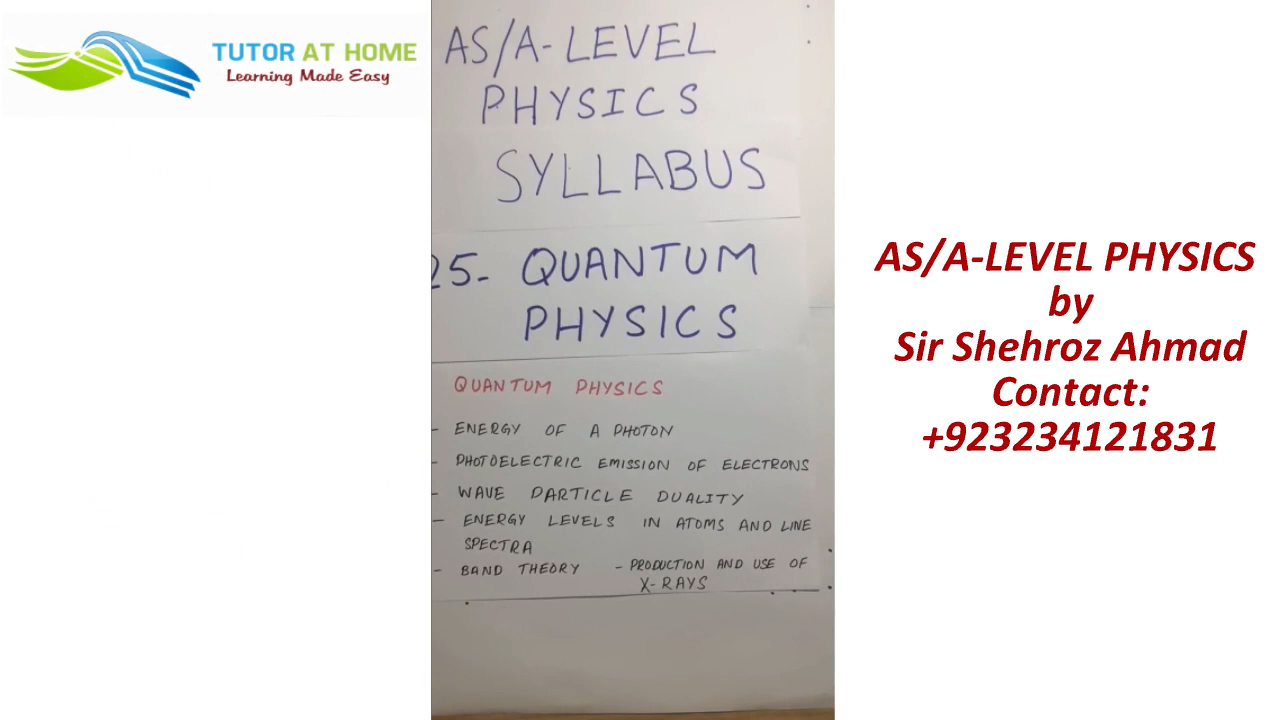 TUTOR AT HOME
Learning Made Easy
AS/A-LEVEL
PHYSICS
SYLLABUS
25- QUANTUM
PHYSICS
QUANTUM PHYSICS
- ENERGY OF A PHOTON
- PHOTOELECTRIC EMISSION OF ELECTRONS
- WAVE PARTICLE DUALITY
- ENERGY LEVELS IN ATOMS AND LINE
SPECTRA
- BAND THEORY - PRODUCTION AND USE OF
X-RAYS
AS/A-LEVEL PHYSICS
by
Sir Shehroz Ahmad
Contact:
+923234121831